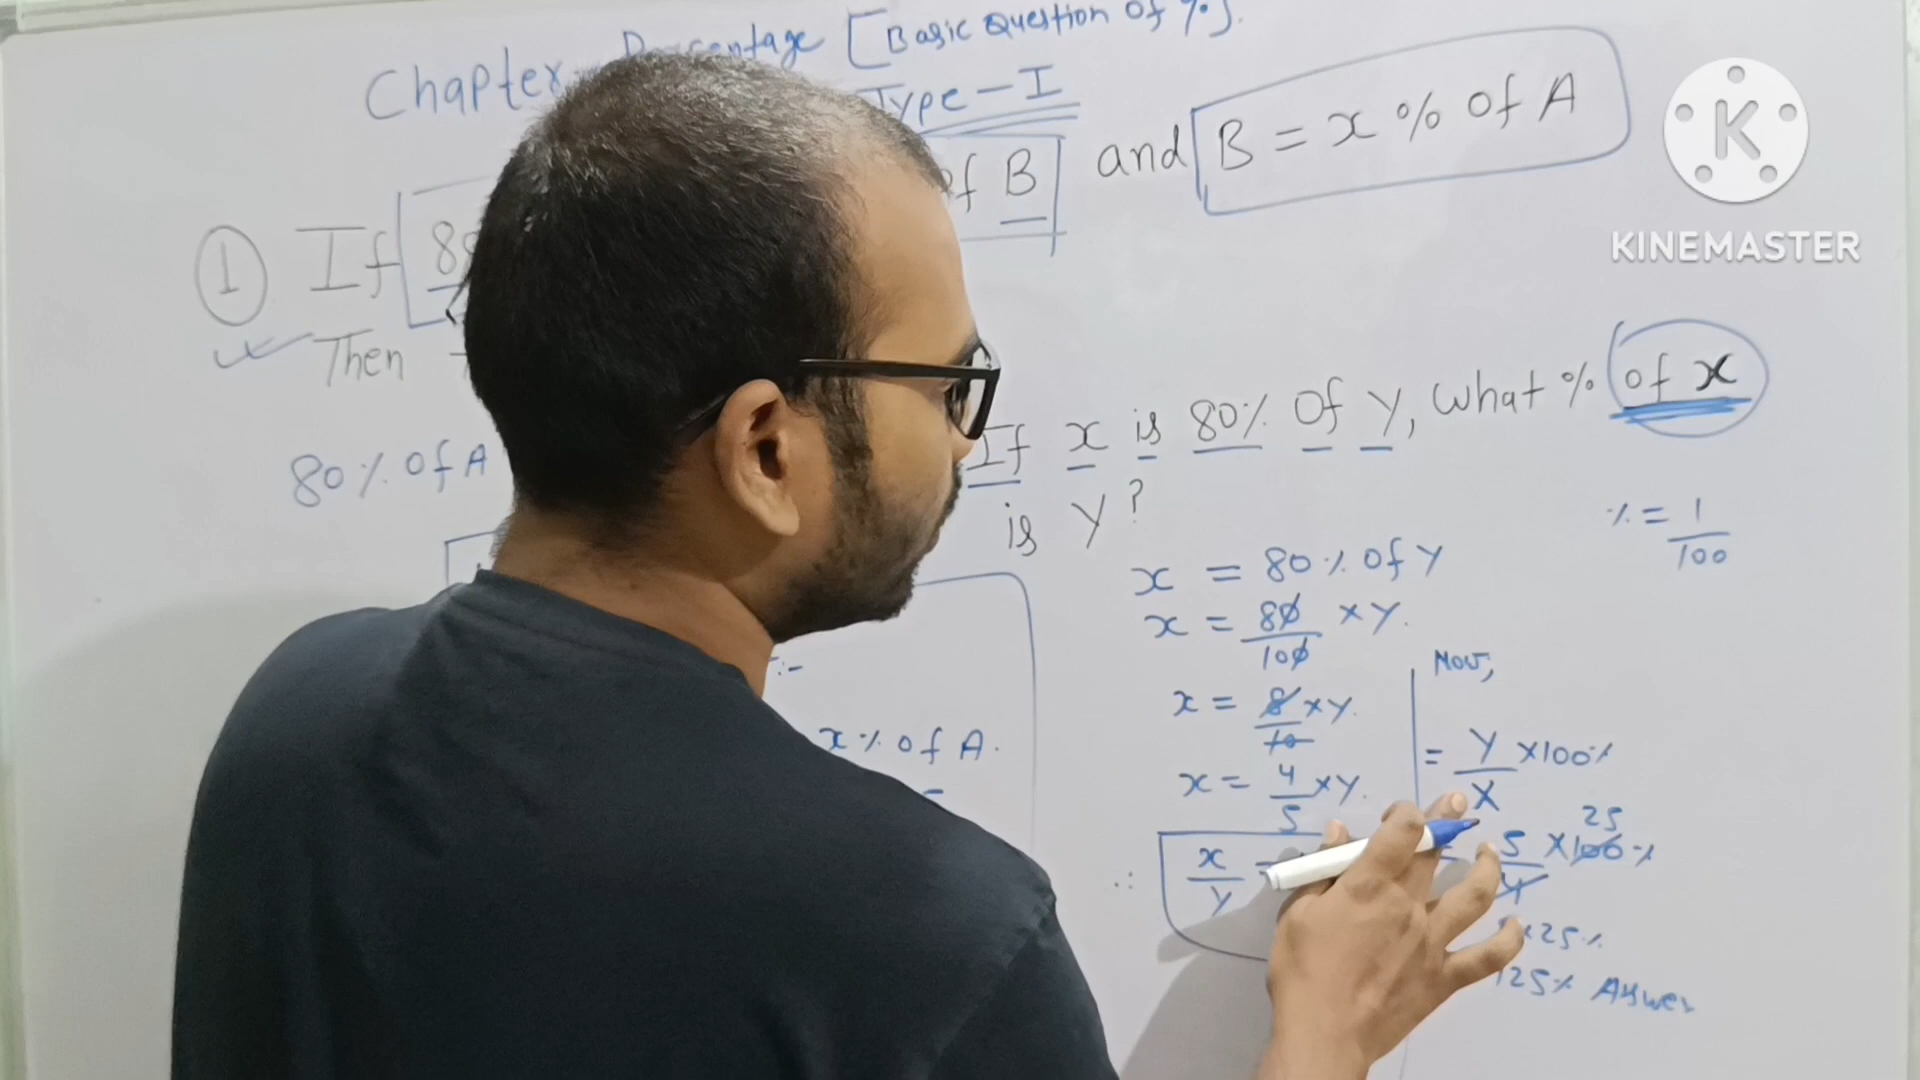 Chapter Percentage [Basic Question of %].
Type-I
① If of B and B = x % of A
Then
80% of A
If x is 80% of y, what % of x
is y?
% = 1/100
x = 80% of y
x = 80/100 × y.
x = 8/10 × y.
x = 4/5 × y.
∴ x/y
Now,
= y/x × 100%
= 5/4 × 100%
25
×25%
125% Answer
:-
x% of A.
K
KINEMASTER